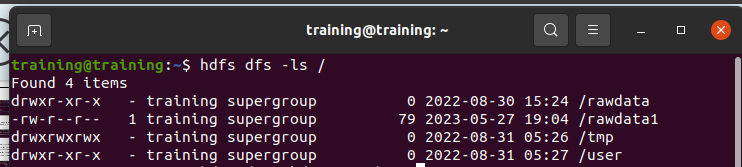 training@training: ~
training@training:~$ hdfs dfs -ls /
Found 4 items
drwxr-xr-x   - training supergroup          0 2022-08-30 15:24 /rawdata
-rw-r--r--   1 training supergroup         79 2023-05-27 19:04 /rawdata1
drwxrwxrwx   - training supergroup          0 2022-08-31 05:26 /tmp
drwxr-xr-x   - training supergroup          0 2022-08-31 05:27 /user